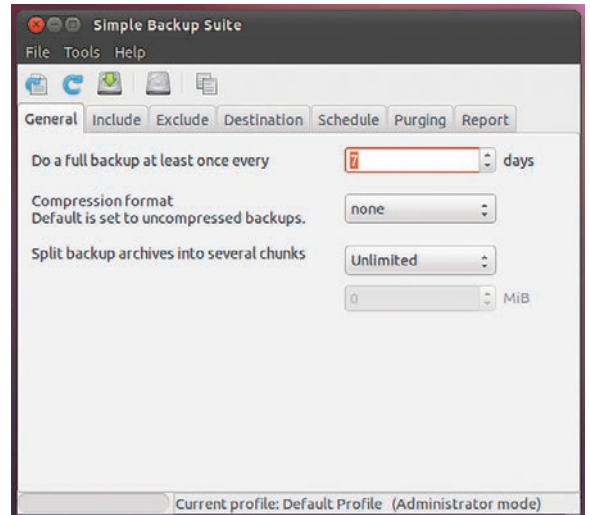 Simple Backup Suite
File Tools Help
General Include Exclude Destination Schedule Purging Report
Do a full backup at least once every 7 days
Compression format
Default is set to uncompressed backups.
none
Split backup archives into several chunks Unlimited
0 MiB
Current profile: Default Profile (Administrator mode)